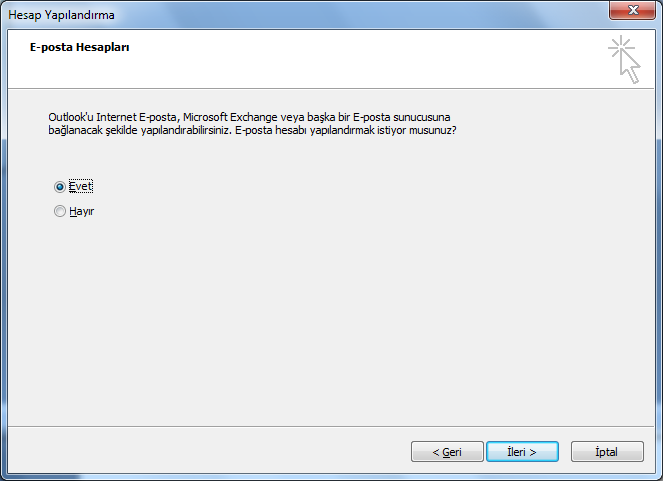 Hesap Yapılandırma
E-posta Hesapları
Outlook'u Internet E-posta, Microsoft Exchange veya başka bir E-posta sunucusuna
bağlanacak şekilde yapılandırabilirsiniz. E-posta hesabı yapılandırmak istiyor musunuz?
Evet
Hayır
< Geri
İleri >
İptal